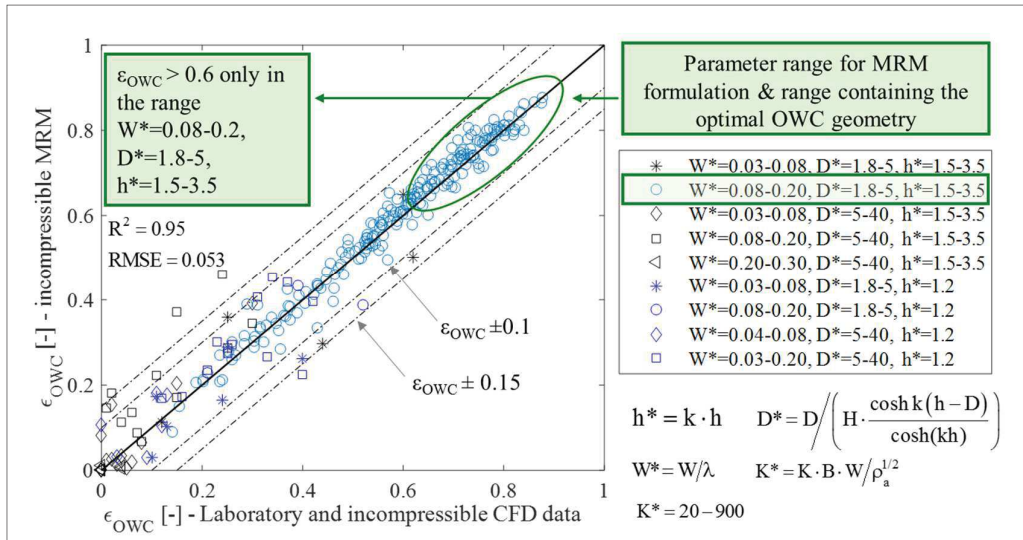 ε_OWC > 0.6 only in
the range
W*=0.08-0.2,
D*=1.8-5,
h*=1.5-3.5
Parameter range for MRM
formulation & range containing the
optimal OWC geometry
R² = 0.95
RMSE = 0.053
ϵ_OWC [-] - incompressible MRM
1
0.8
0.6
0.4
0.2
0
0
0.2
0.4
0.6
0.8
1
ϵ_OWC [-] - Laboratory and incompressible CFD data
ε_OWC ±0.1
ε_OWC ± 0.15
W*=0.03-0.08, D*=1.8-5, h*=1.5-3.5
W*=0.08-0.20, D*=1.8-5, h*=1.5-3.5
W*=0.03-0.08, D*=5-40, h*=1.5-3.5
W*=0.08-0.20, D*=5-40, h*=1.5-3.5
W*=0.20-0.30, D*=5-40, h*=1.5-3.5
W*=0.03-0.08, D*=1.8-5, h*=1.2
W*=0.08-0.20, D*=1.8-5, h*=1.2
W*=0.04-0.08, D*=5-40, h*=1.2
W*=0.03-0.20, D*=5-40, h*=1.2
h* = k · h
D* = D/(H · cosh k(h−D)/cosh(kh))
W* = W/λ
K* = K · B · W/ρ_a^1/2
K* = 20−900